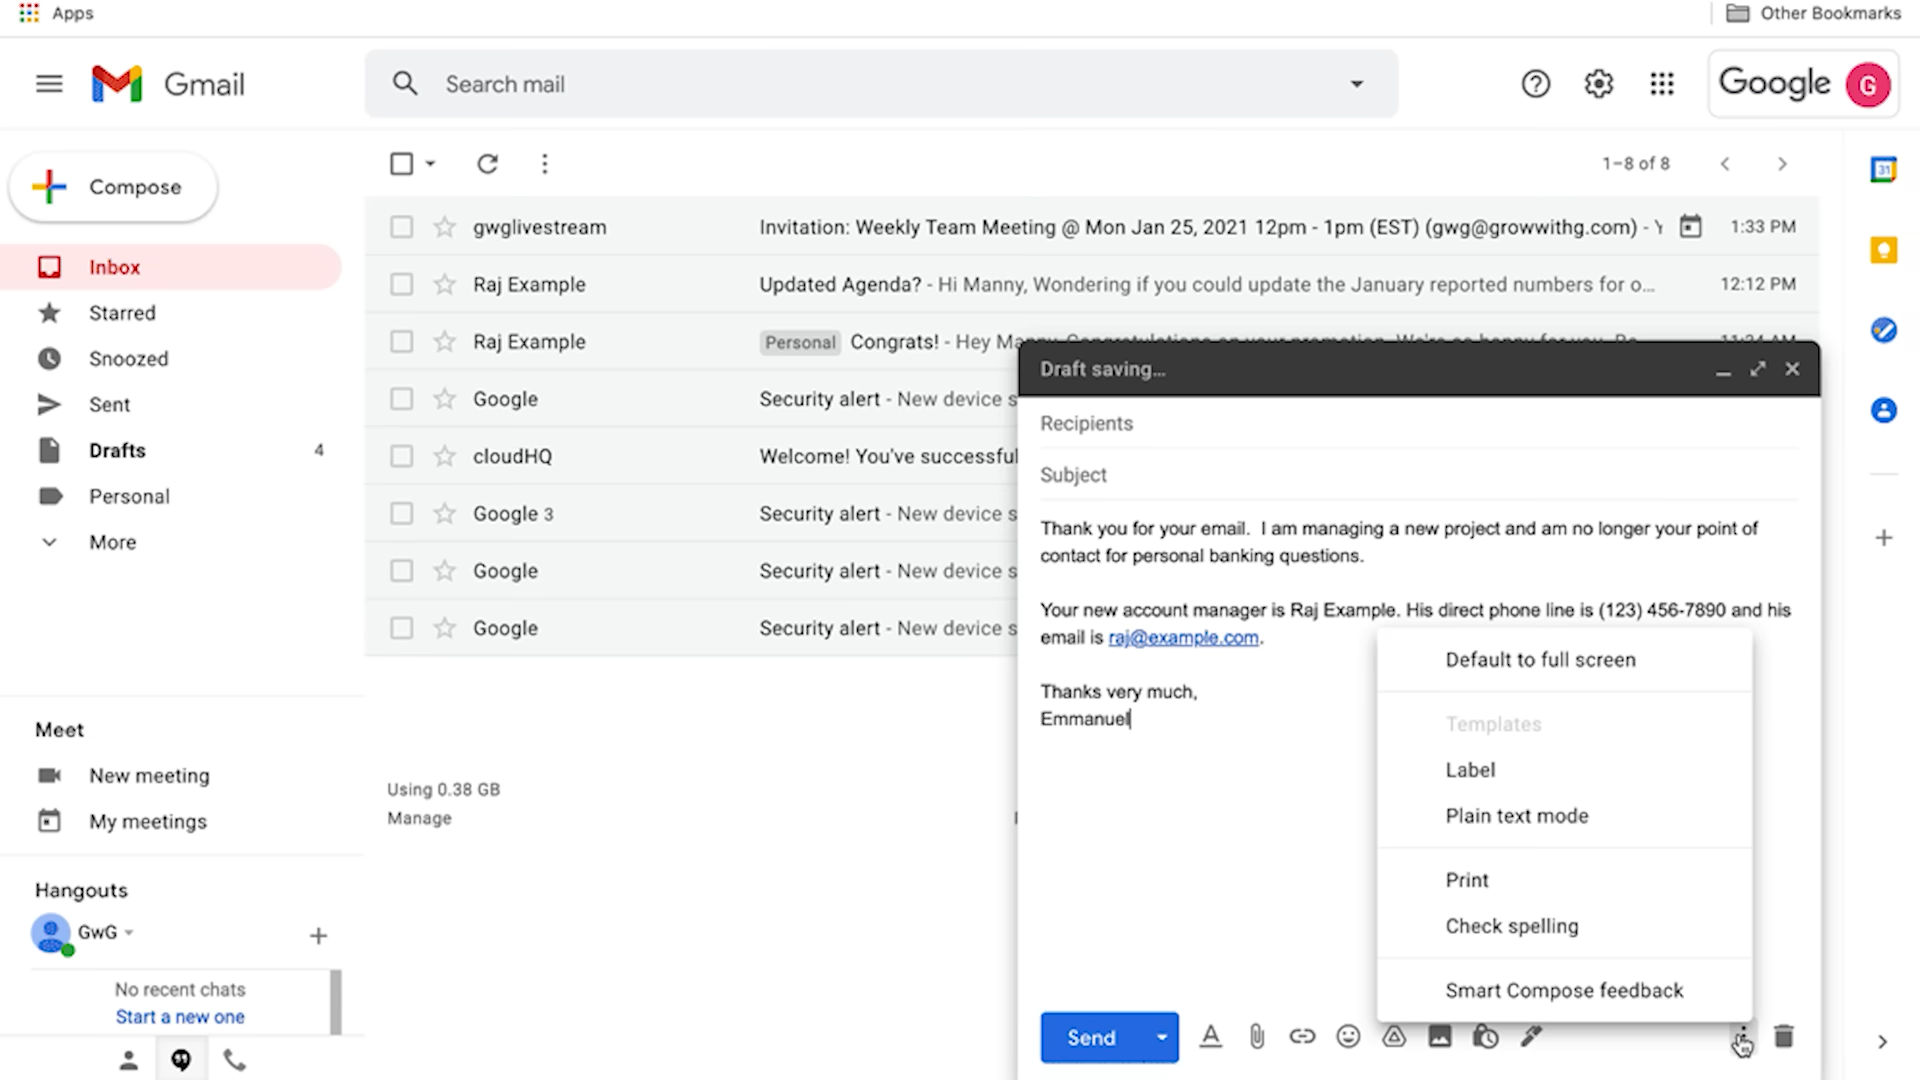 Apps
Other Bookmarks
Gmail
Search mail
Google
G
Compose
1–8 of 8
31
Inbox
Starred
Snoozed
Sent
Drafts 4
Personal
More
gwglivestream Invitation: Weekly Team Meeting @ Mon Jan 25, 2021 12pm - 1pm (EST) (gwg@growwithg.com) - 1:33 PM
Raj Example Updated Agenda? - Hi Manny, Wondering if you could update the January reported numbers for o... 12:12 PM
Raj Example Personal Congrats! - Hey
Google Security alert - New device s
cloudHQ Welcome! You've successful
Google 3 Security alert - New device s
Google Security alert - New device s
Google Security alert - New device s
Using 0.38 GB
Manage
Meet
New meeting
My meetings
Hangouts
GwG
No recent chats
Start a new one
Draft saving...
Recipients
Subject
Thank you for your email. I am managing a new project and am no longer your point of
contact for personal banking questions.
Your new account manager is Raj Example. His direct phone line is (123) 456-7890 and his
email is raj@example.com.
Thanks very much,
Emmanuel
Default to full screen
Templates
Label
Plain text mode
Print
Check spelling
Smart Compose feedback
Send